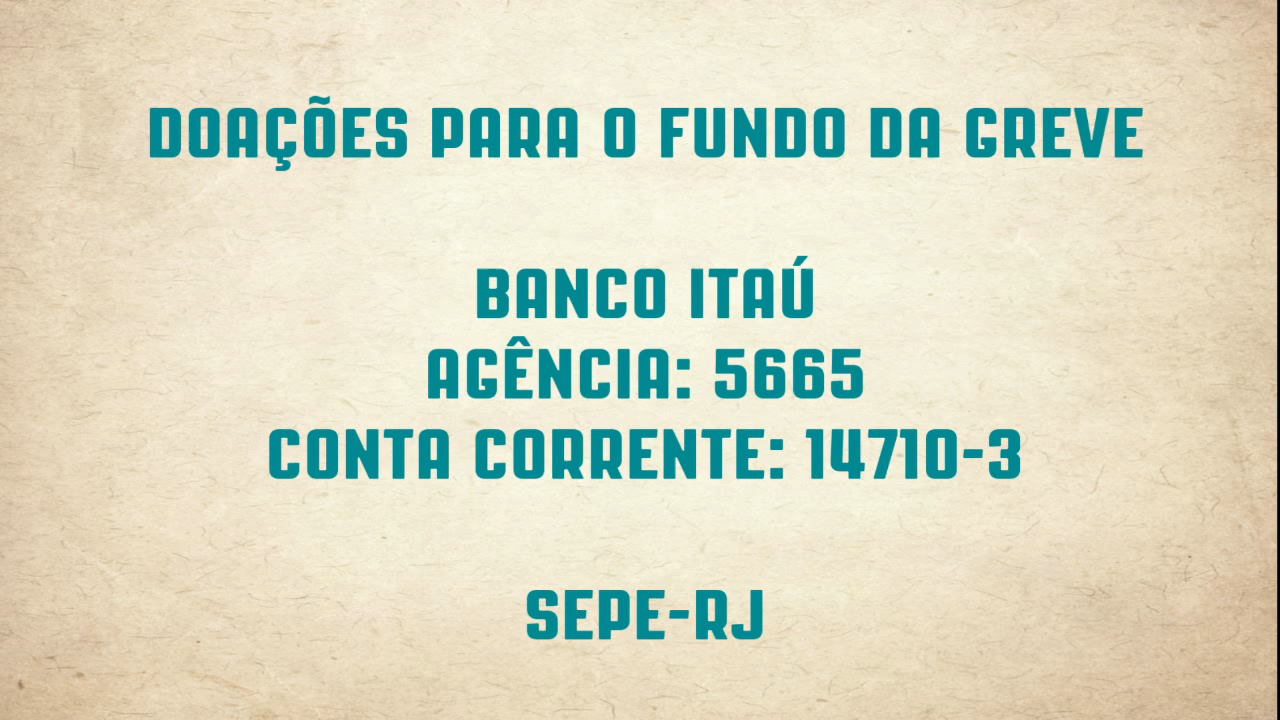 DOAÇÕES PARA O FUNDO DA GREVE
BANCO ITAÚ
AGÊNCIA: 5665
CONTA CORRENTE: 14710-3
SEPE-RJ